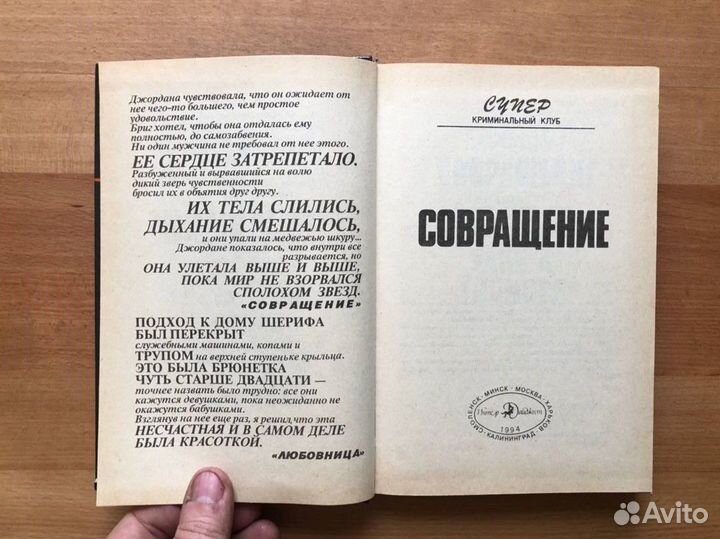 Джордана чувствовала, что он ожидает от
нее чего-то большего, чем простое
удовольствие.
Бриг хотел, чтобы она отдалась ему
полностью, до самозабвения.
Ни один мужчина не требовал от нее этого.
ЕЕ СЕРДЦЕ ЗАТРЕПЕТАЛО.
Разбуженный и вырвавшийся на волю
дикий зверь чувственности
бросил их в объятия друг другу.
ИХ ТЕЛА СЛИЛИСЬ,
ДЫХАНИЕ СМЕШАЛОСЬ,
и они упали на медвежью шкуру...
Джордане показалось, что внутри все
разрывается, но
ОНА УЛЕТАЛА ВЫШЕ И ВЫШЕ,
ПОКА МИР НЕ ВЗОРВАЛСЯ
СПОЛОХОМ ЗВЕЗД.
«СОВРАЩЕНИЕ»
ПОДХОД К ДОМУ ШЕРИФА
БЫЛ ПЕРЕКРЫТ
служебными машинами, копами и
ТРУПОМ на верхней ступеньке крыльца.
ЭТО БЫЛА БРЮНЕТКА
ЧУТЬ СТАРШЕ ДВАДЦАТИ —
точнее назвать было трудно: все они
кажутся девушками, пока неожиданно не
окажутся бабушками.
Взглянув на нее еще раз, я решил, что эта
НЕСЧАСТНАЯ И В САМОМ ДЕЛЕ
БЫЛА КРАСОТКОЙ.
«ЛЮБОВНИЦА»
СУПЕР
КРИМИНАЛЬНЫЙ КЛУБ
СОВРАЩЕНИЕ
СМОЛЕНСК · МИНСК · МОСКВА · ХАРЬКОВ · КАЛИНИНГРАД
Интер Дайджест
1994
Avito